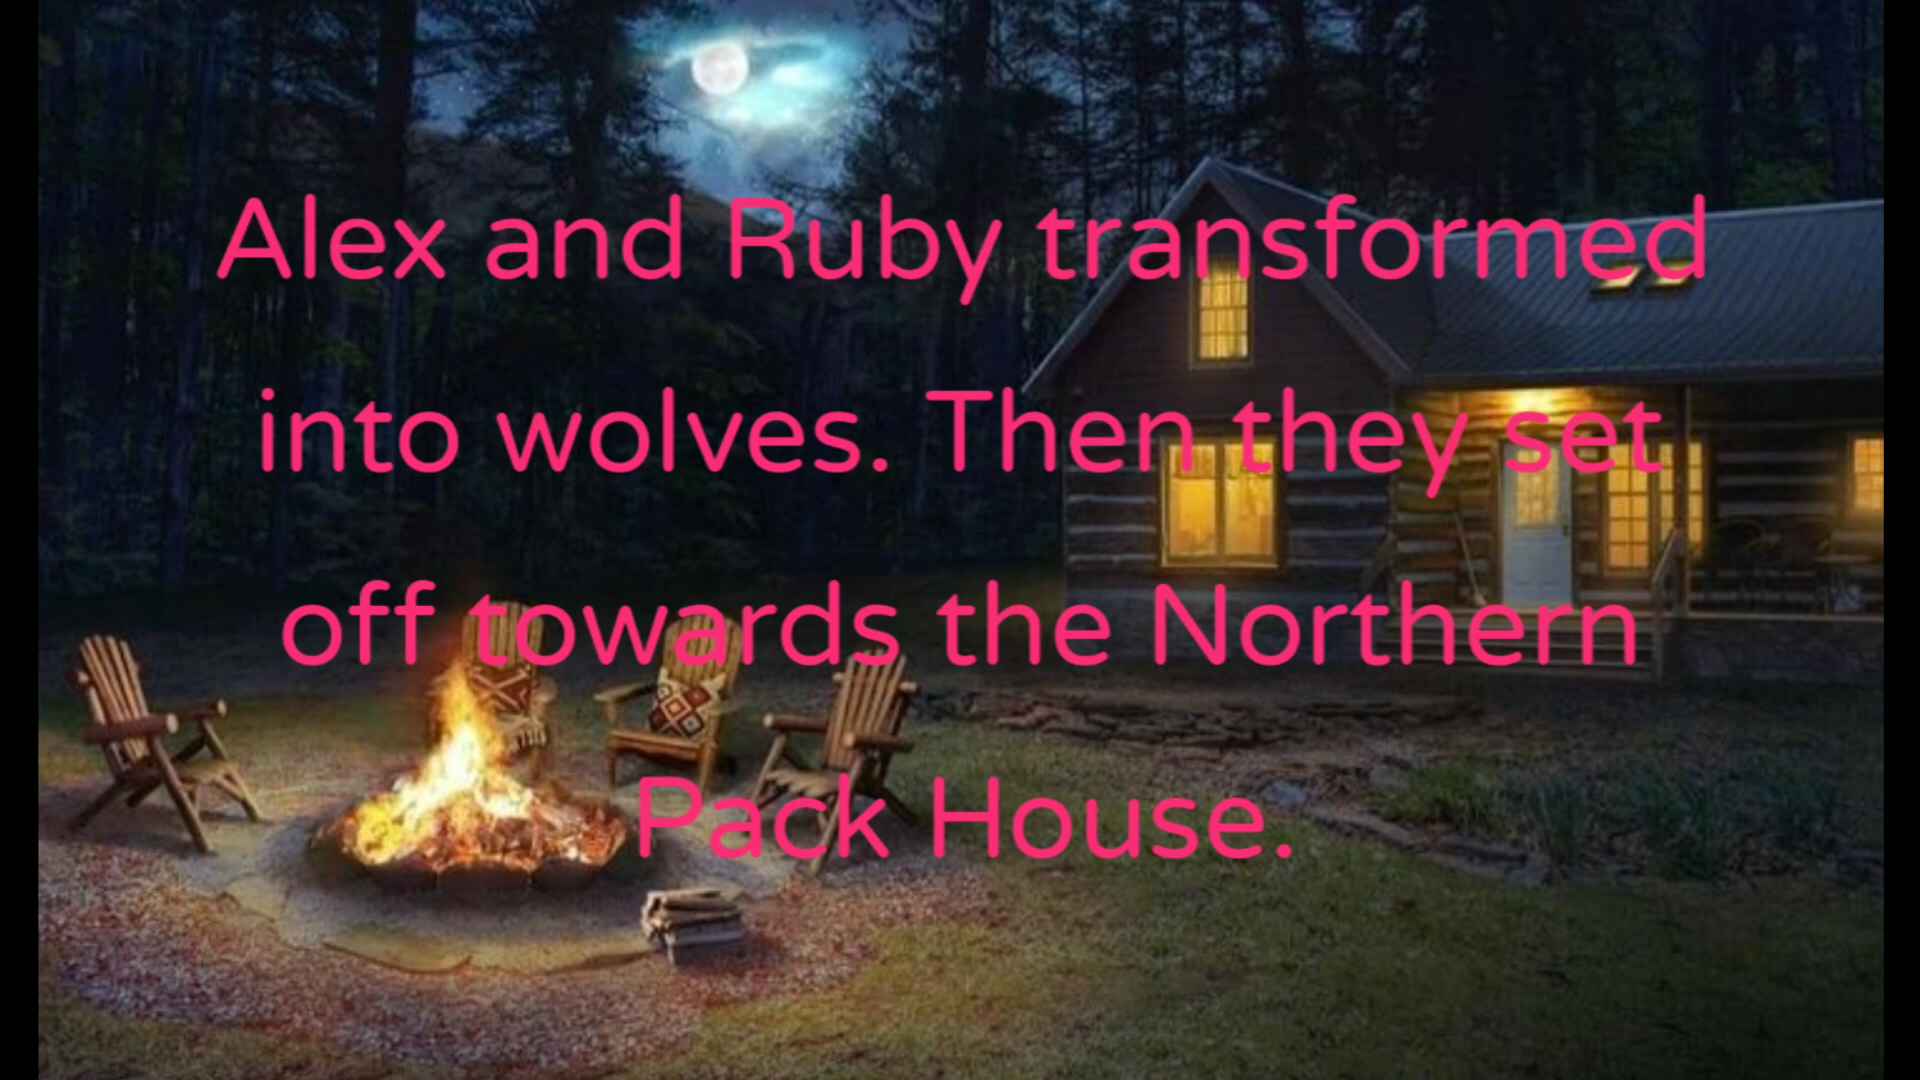 Alex and Ruby transformed
into wolves. Then they set
off towards the Northern
Pack House.